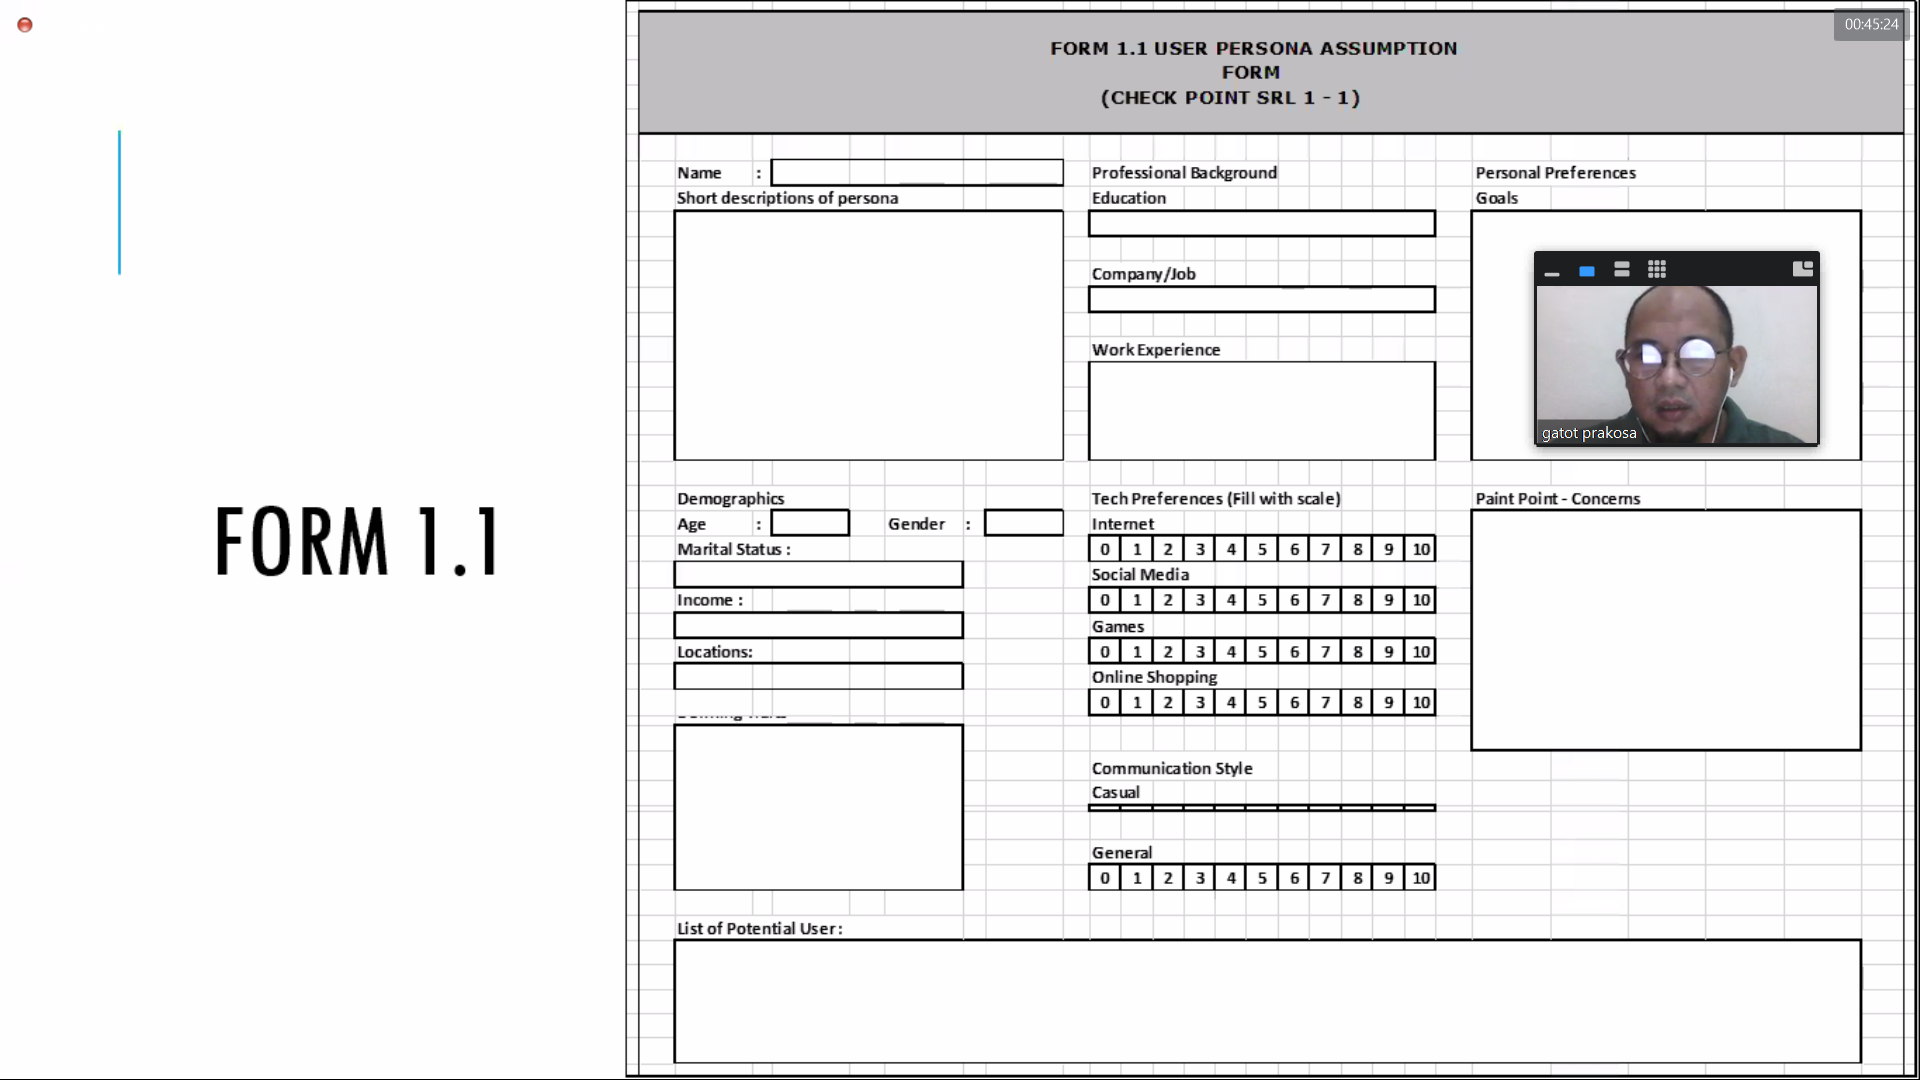 00:45:24
FORM 1.1 USER PERSONA ASSUMPTION
FORM
(CHECK POINT SRL 1 - 1)
FORM 1.1
Name :
Short descriptions of persona
Professional Background
Education
Company/Job
Work Experience
Personal Preferences
Goals
gatot prakosa
Demographics
Age : Gender :
Marital Status :
Income :
Locations:
Tech Preferences (Fill with scale)
Internet
0 1 2 3 4 5 6 7 8 9 10
Social Media
0 1 2 3 4 5 6 7 8 9 10
Games
0 1 2 3 4 5 6 7 8 9 10
Online Shopping
0 1 2 3 4 5 6 7 8 9 10
Communication Style
Casual
General
0 1 2 3 4 5 6 7 8 9 10
Paint Point - Concerns
List of Potential User: